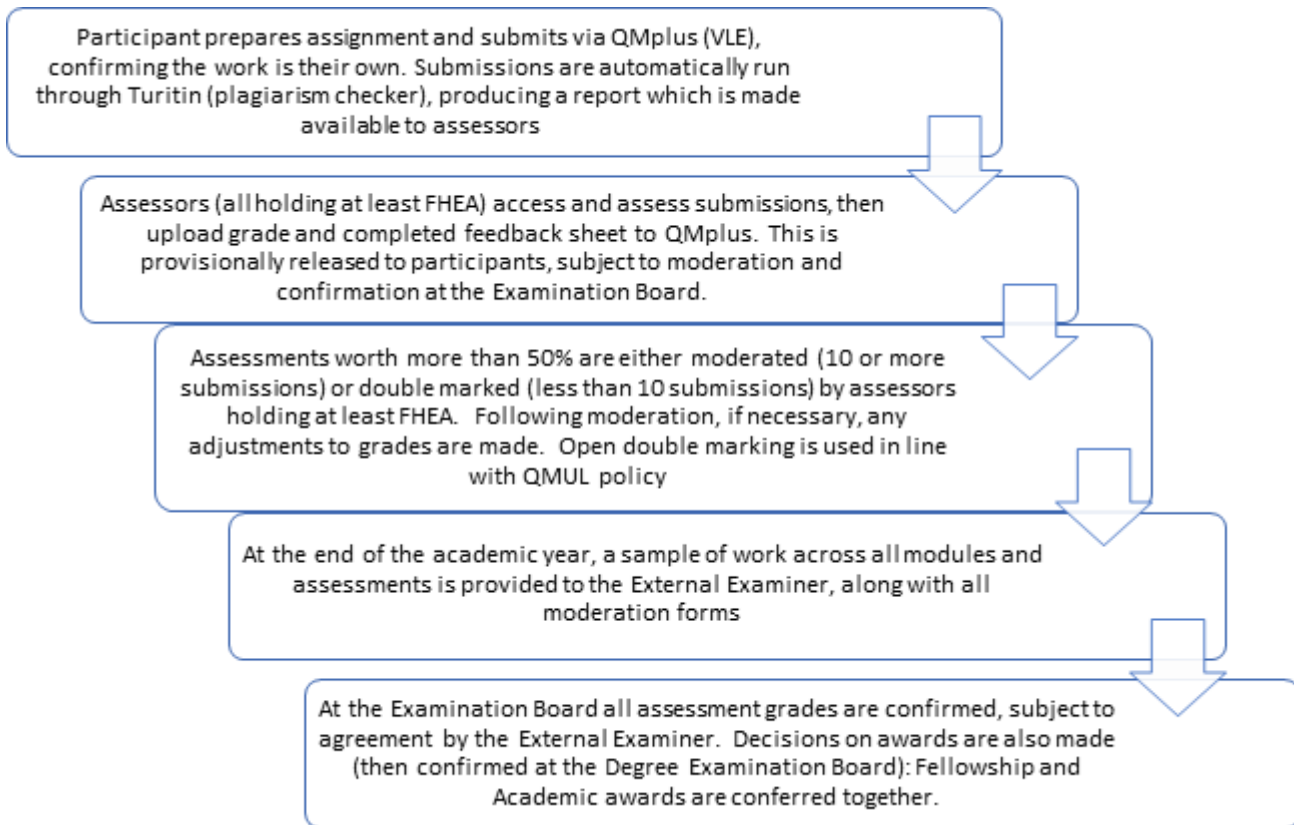 Participant prepares assignment and submits via QMplus (VLE),
confirming the work is their own. Submissions are automatically run
through Turitin (plagiarism checker), producing a report which is made
available to assessors
Assessors (all holding at least FHEA) access and assess submissions, then
upload grade and completed feedback sheet to QMplus. This is
provisionally released to participants, subject to moderation and
confirmation at the Examination Board.
Assessments worth more than 50% are either moderated (10 or more
submissions) or double marked (less than 10 submissions) by assessors
holding at least FHEA. Following moderation, if necessary, any
adjustments to grades are made. Open double marking is used in line
with QMUL policy
At the end of the academic year, a sample of work across all modules and
assessments is provided to the External Examiner, along with all
moderation forms
At the Examination Board all assessment grades are confirmed, subject to
agreement by the External Examiner. Decisions on awards are also made
(then confirmed at the Degree Examination Board): Fellowship and
Academic awards are conferred together.